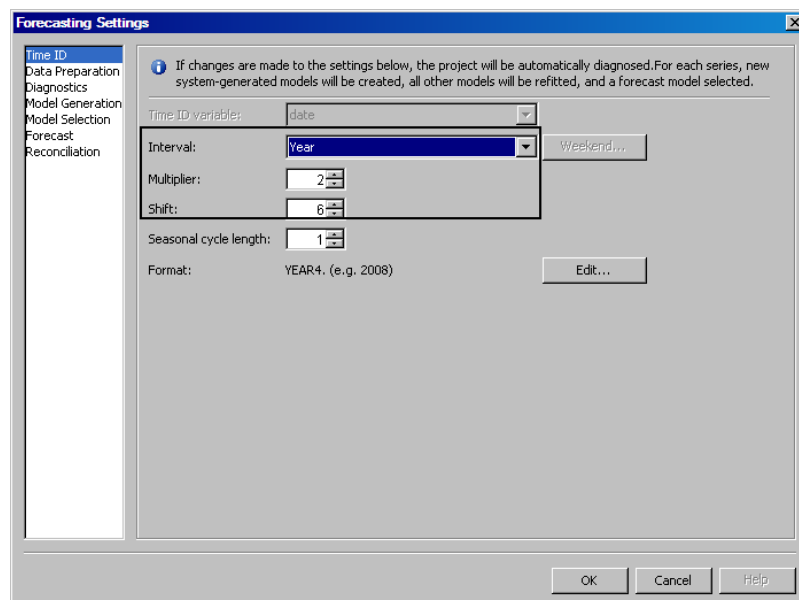 Forecasting Settings
Time ID
Data Preparation
Diagnostics
Model Generation
Model Selection
Forecast
Reconciliation
If changes are made to the settings below, the project will be automatically diagnosed.For each series, new
system-generated models will be created, all other models will be refitted, and a forecast model selected.
Time ID variable: date
Interval: Year Weekend...
Multiplier: 2
Shift: 6
Seasonal cycle length: 1
Format: YEAR4. (e.g. 2008) Edit...
OK Cancel Help